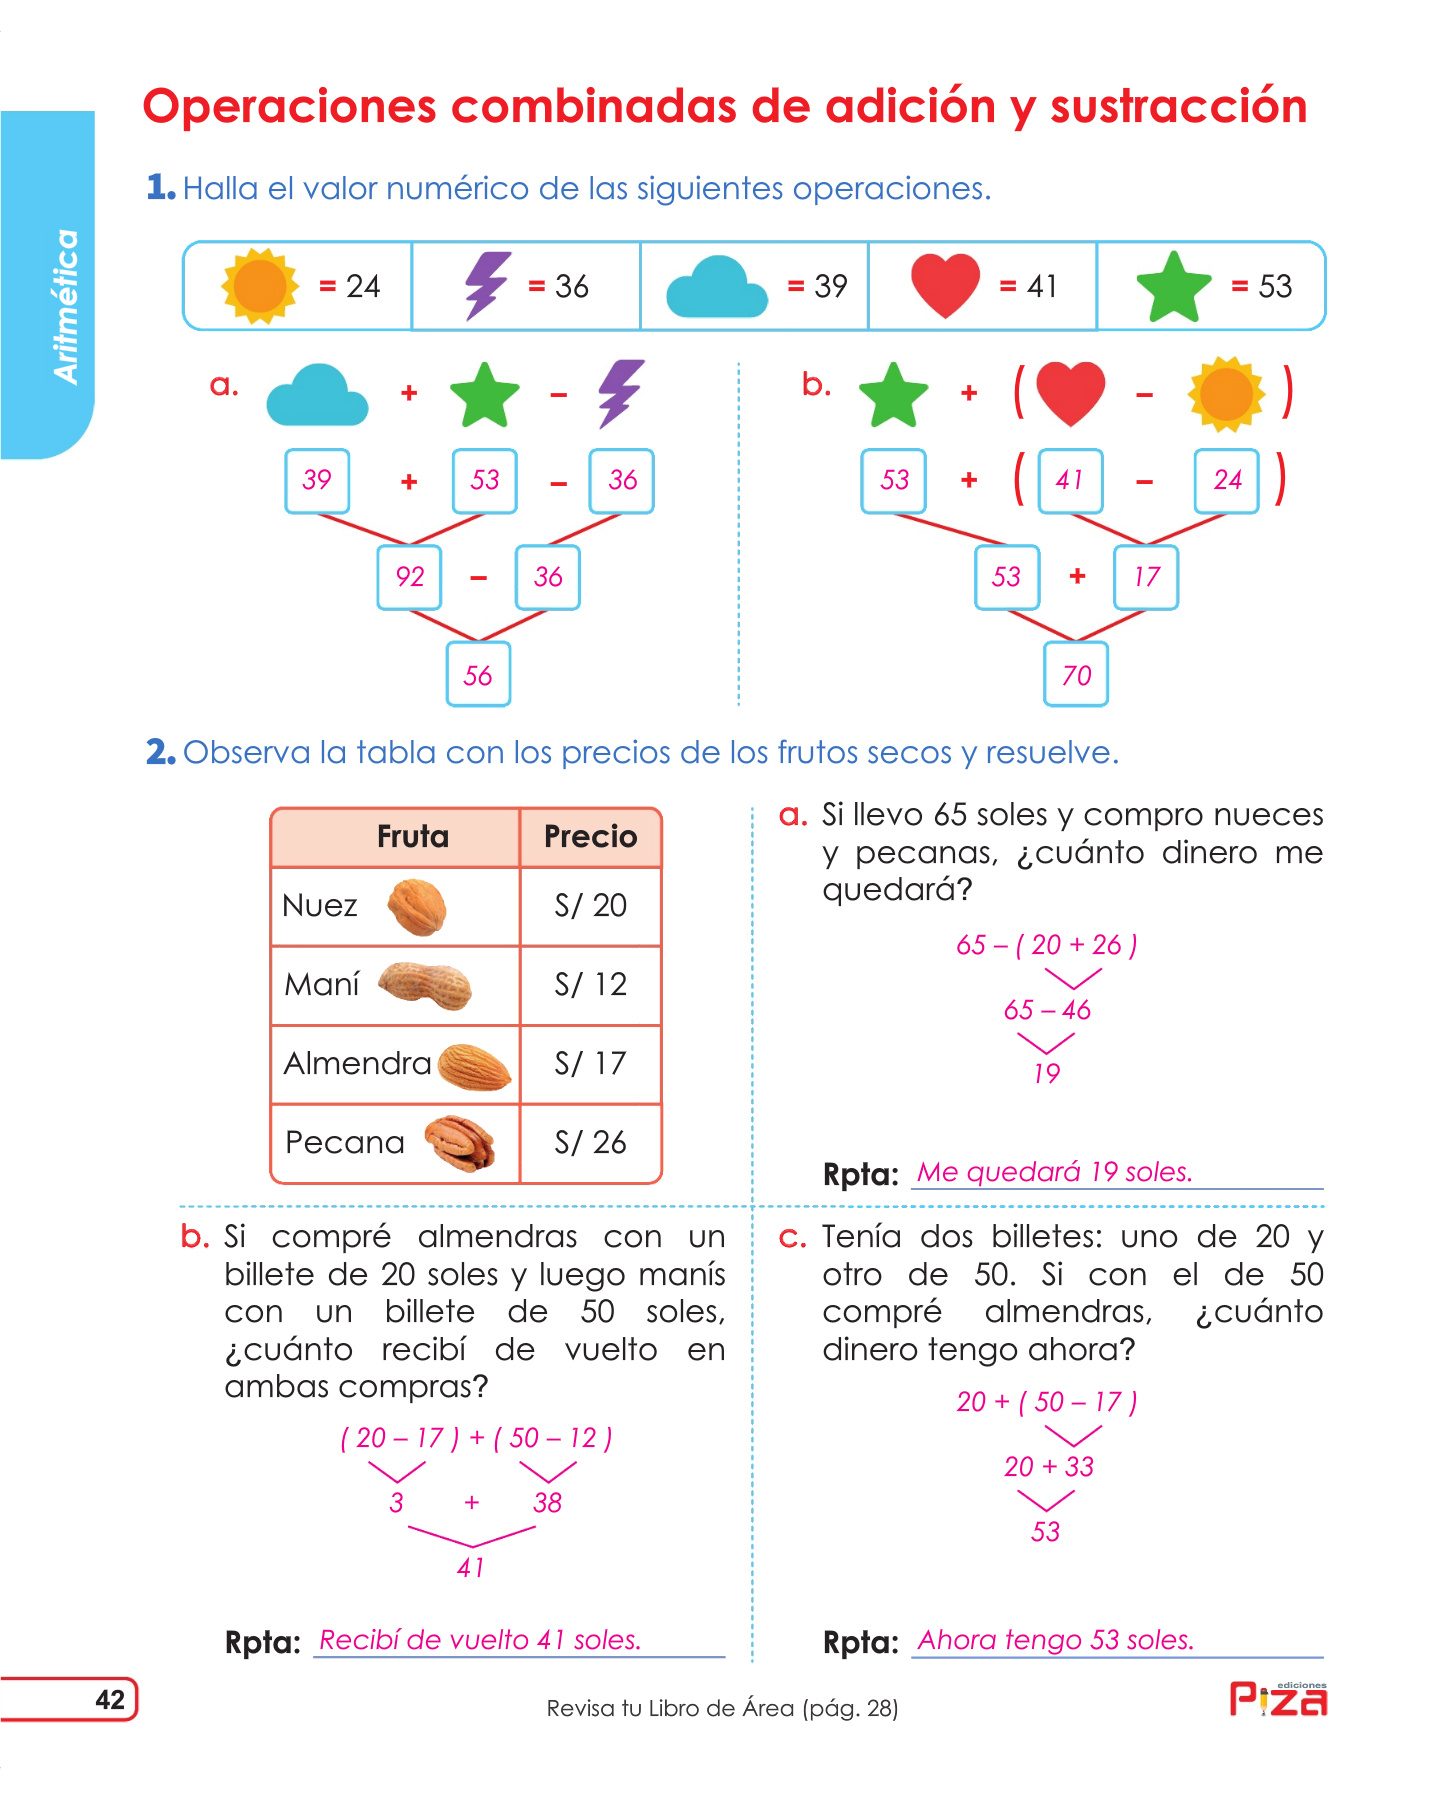 Operaciones combinadas de adición y sustracción
Aritmética
1. Halla el valor numérico de las siguientes operaciones.
= 24 = 36 = 39 = 41 = 53
a. + –
39 + 53 – 36
92 – 36
56
b. + ( – )
53 + ( 41 – 24 )
53 + 17
70
2. Observa la tabla con los precios de los frutos secos y resuelve.
Fruta Precio
Nuez S/ 20
Maní S/ 12
Almendra S/ 17
Pecana S/ 26
a. Si llevo 65 soles y compro nueces
y pecanas, ¿cuánto dinero me
quedará?
65 – ( 20 + 26 )
65 – 46
19
Rpta: Me quedará 19 soles.
b. Si compré almendras con un
billete de 20 soles y luego manís
con un billete de 50 soles,
¿cuánto recibí de vuelto en
ambas compras?
( 20 – 17 ) + ( 50 – 12 )
3 + 38
41
Rpta: Recibí de vuelto 41 soles.
c. Tenía dos billetes: uno de 20 y
otro de 50. Si con el de 50
compré almendras, ¿cuánto
dinero tengo ahora?
20 + ( 50 – 17 )
20 + 33
53
Rpta: Ahora tengo 53 soles.
42
Revisa tu Libro de Área (pág. 28)
ediciones
Piza